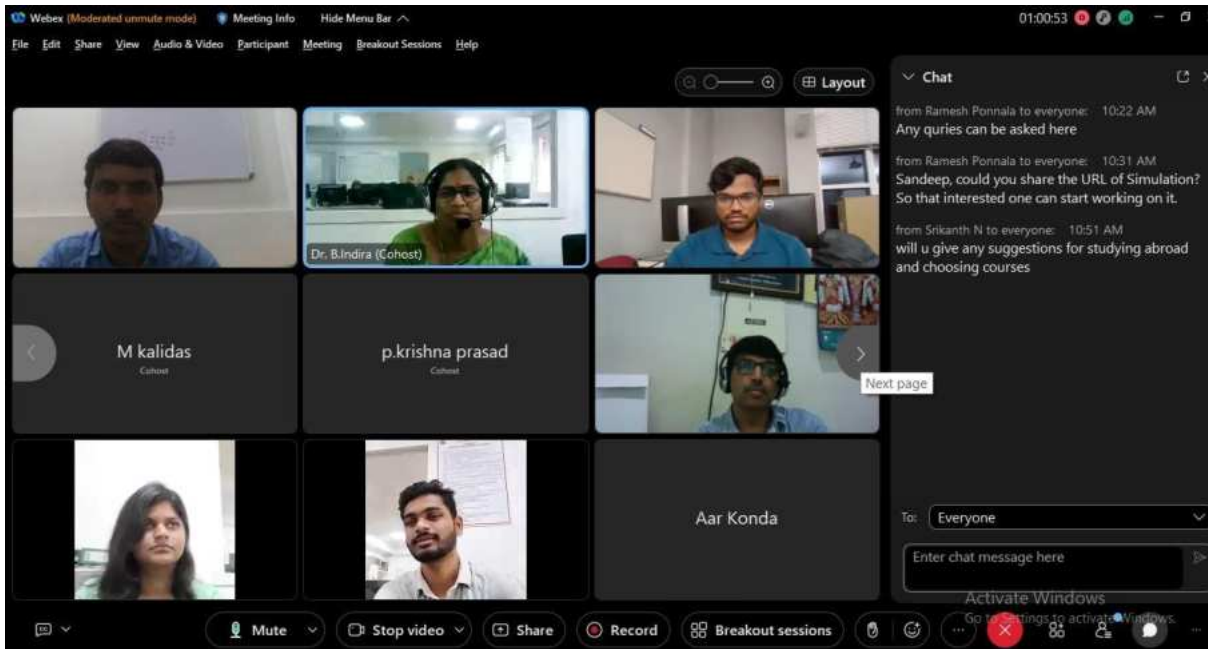 Webex (Moderated unmute mode) Meeting Info Hide Menu Bar 01:00:53
File Edit Share View Audio & Video Participant Meeting Breakout Sessions Help
Layout
Dr. B.Indira (Cohost)
M kalidas
Cohost
p.krishna prasad
Cohost
Next page
Aar Konda
Chat
from Ramesh Ponnala to everyone: 10:22 AM
Any quries can be asked here
from Ramesh Ponnala to everyone: 10:31 AM
Sandeep, could you share the URL of Simulation?
So that interested one can start working on it.
from Srikanth N to everyone: 10:51 AM
will u give any suggestions for studying abroad
and choosing courses
To: Everyone
Enter chat message here
Activate Windows
Go to Settings to activate Windows.
Mute Stop video Share Record Breakout sessions